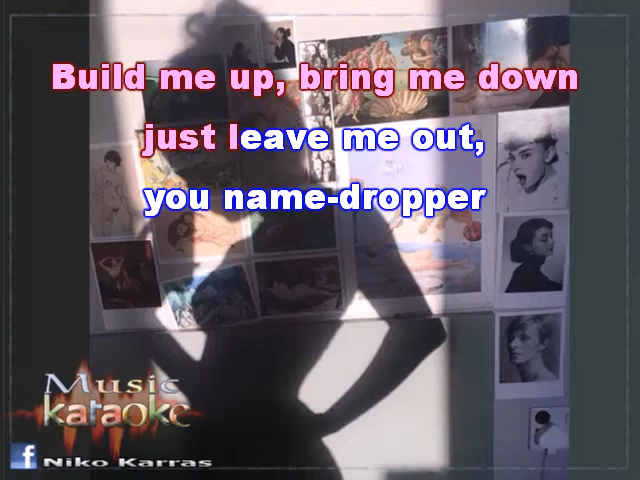 Build me up, bring me down
just leave me out,
you name-dropper
Music
karaoke
f Niko Karras